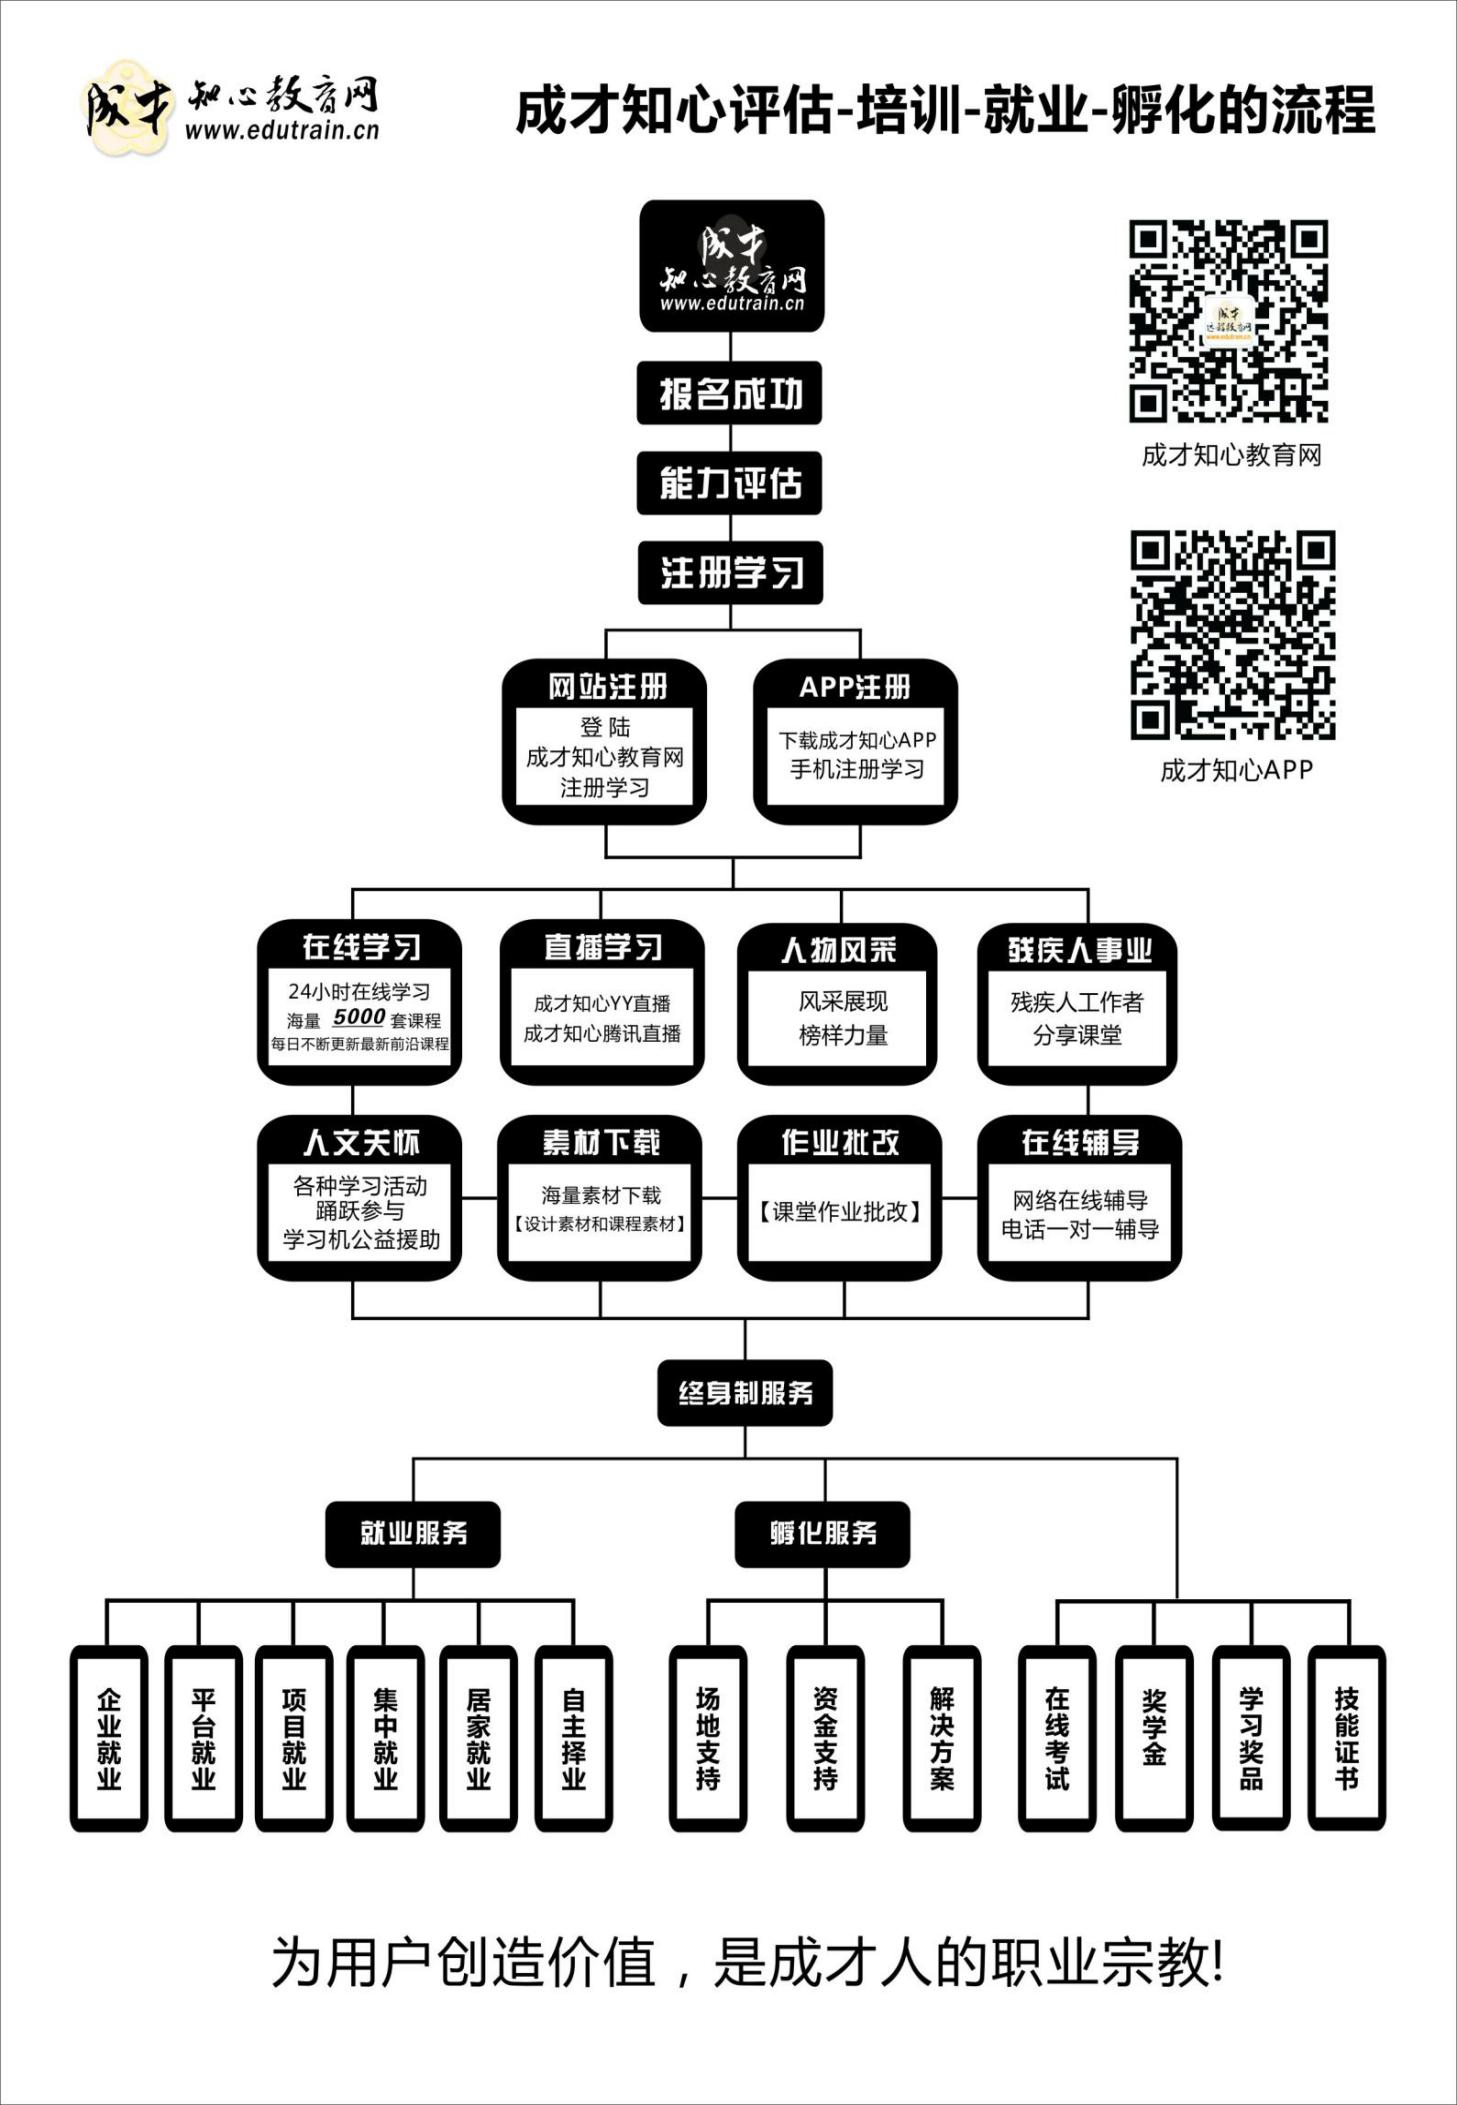 成才 知心教育网
www.edutrain.cn
成才知心评估-培训-就业-孵化的流程
成才
知心教育网
www.edutrain.cn
成才
远程教育网
www.edutrain.cn
成才知心教育网
报名成功
能力评估
注册学习
成才知心APP
网站注册
登 陆
成才知心教育网
注册学习
APP注册
下载成才知心APP
手机注册学习
在线学习
24小时在线学习
海量 5000 套课程
每日不断更新最新前沿课程
直播学习
成才知心YY直播
成才知心腾讯直播
人物风采
风采展现
榜样力量
残疾人事业
残疾人工作者
分享课堂
人文关怀
各种学习活动
踊跃参与
学习机公益援助
素材下载
海量素材下载
【设计素材和课程素材】
作业批改
【课堂作业批改】
在线辅导
网络在线辅导
电话一对一辅导
终身制服务
就业服务
孵化服务
企业就业
平台就业
项目就业
集中就业
居家就业
自主择业
场地支持
资金支持
解决方案
在线考试
奖学金
学习奖品
技能证书
为用户创造价值，是成才人的职业宗教!